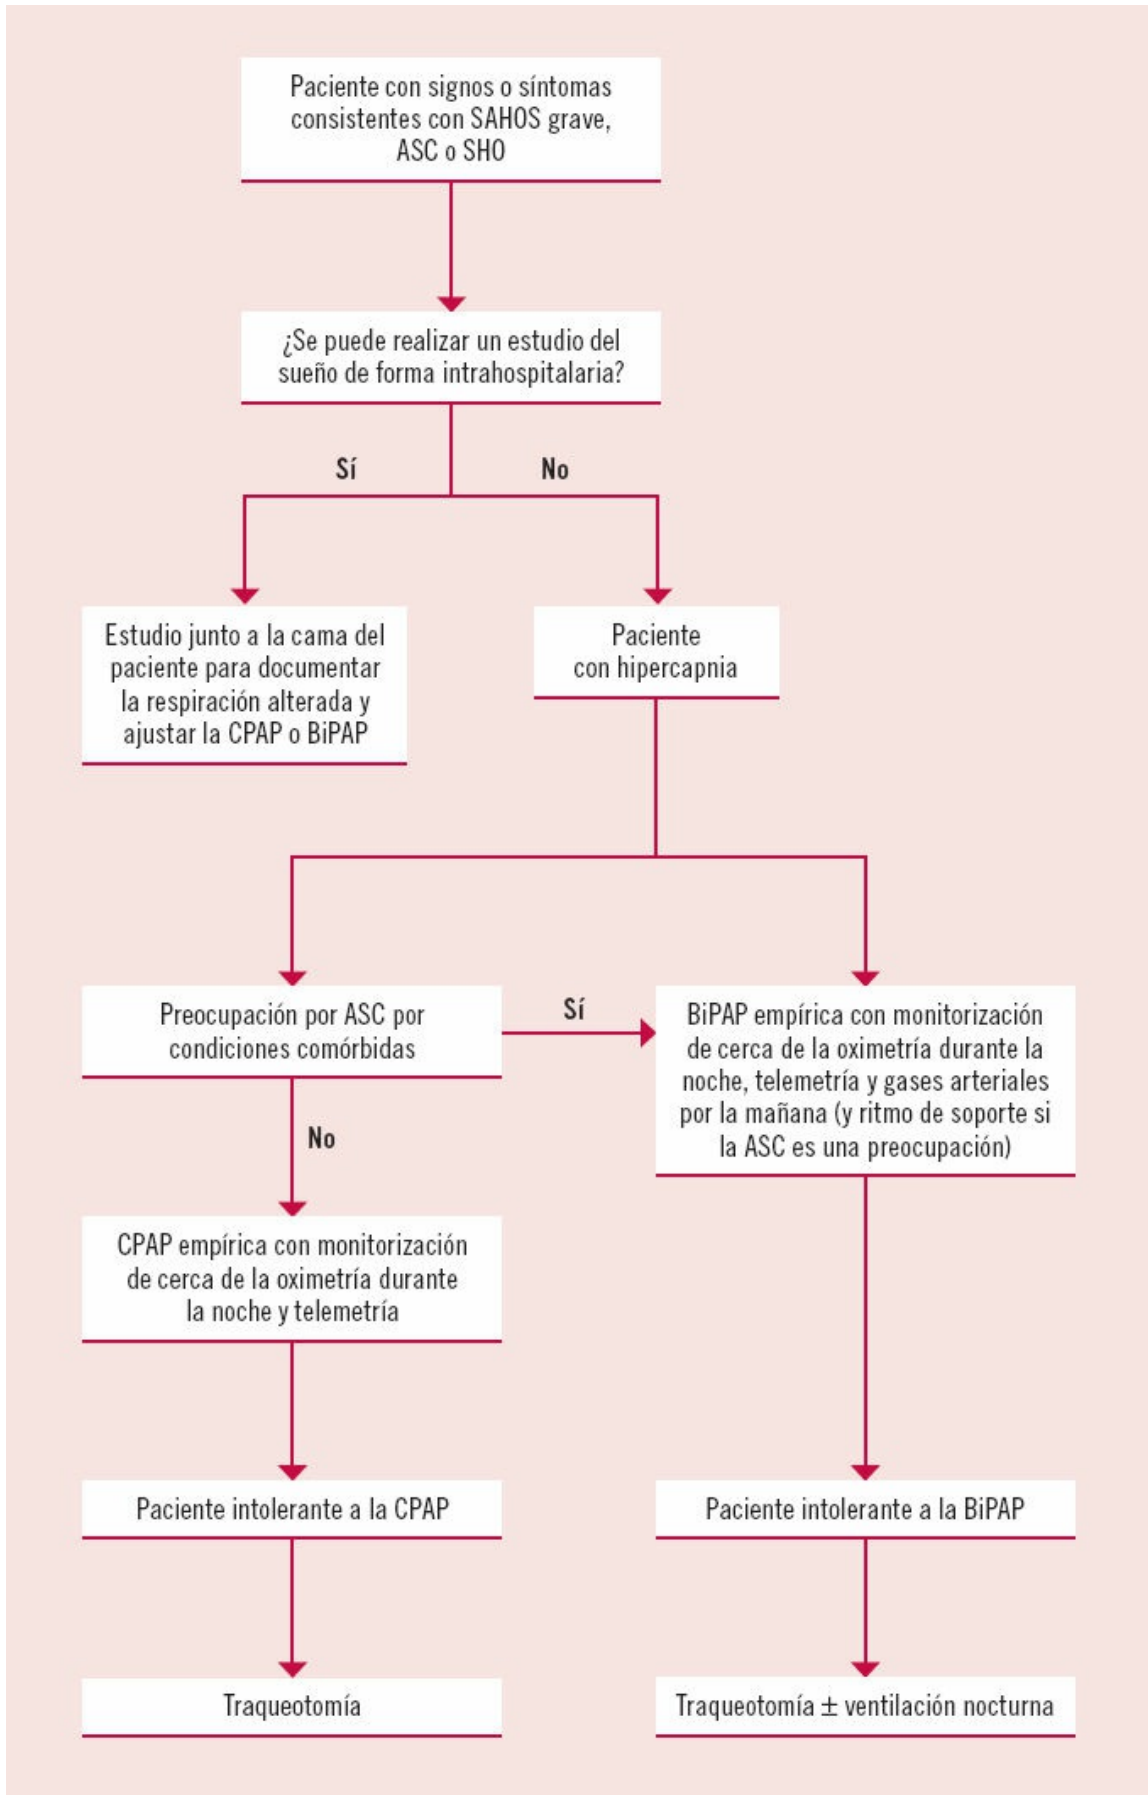 Paciente con signos o síntomas
consistentes con SAHOS grave,
ASC o SHO
¿Se puede realizar un estudio del
sueño de forma intrahospitalaria?
Sí
No
Estudio junto a la cama del
paciente para documentar
la respiración alterada y
ajustar la CPAP o BiPAP
Paciente
con hipercapnia
Preocupación por ASC por
condiciones comórbidas
Sí
BiPAP empírica con monitorización
de cerca de la oximetría durante la
noche, telemetría y gases arteriales
por la mañana (y ritmo de soporte si
la ASC es una preocupación)
No
CPAP empírica con monitorización
de cerca de la oximetría durante
la noche y telemetría
Paciente intolerante a la CPAP
Paciente intolerante a la BiPAP
Traqueotomía
Traqueotomía ± ventilación nocturna